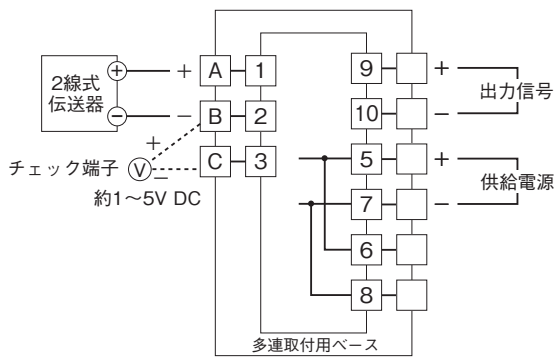 2線式
伝送器
+
−
+
−
A
B
C
1
2
3
+
−
V
チェック端子
約1〜5V DC
9
10
5
7
6
8
+
−
出力信号
+
−
供給電源
多連取付用ベース